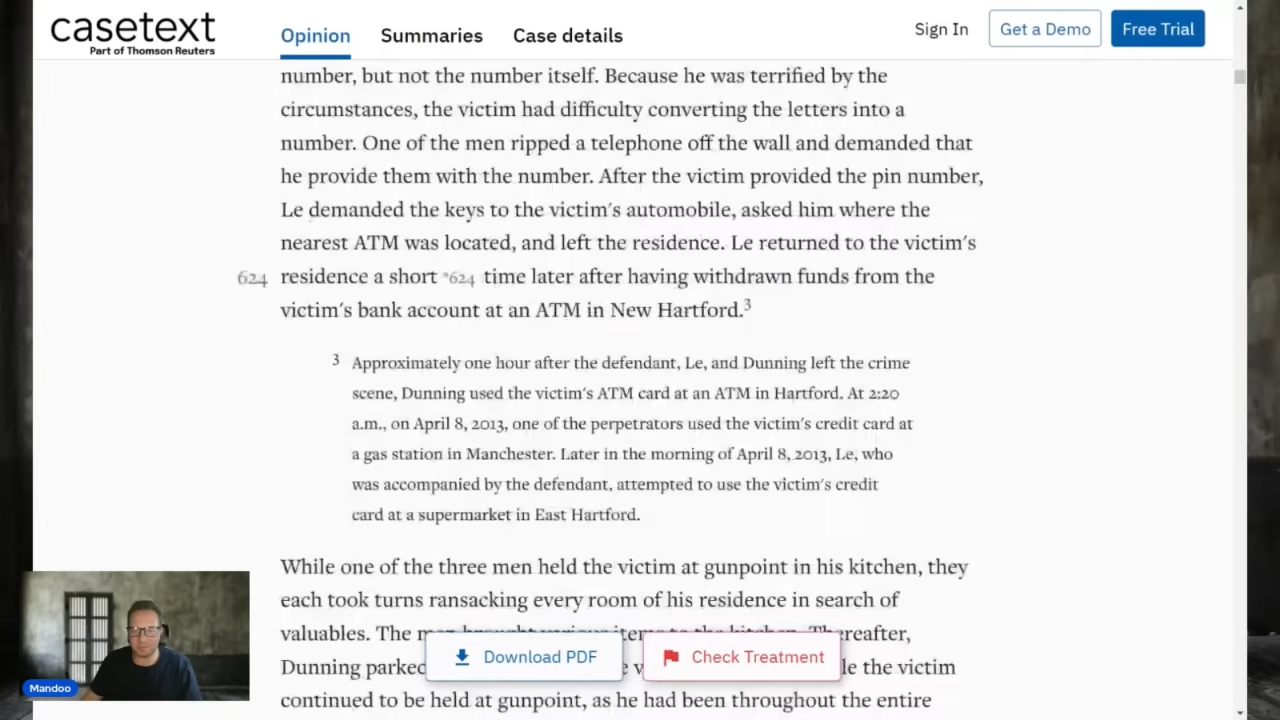 casetext
Part of Thomson Reuters
Opinion Summaries Case details
Sign In Get a Demo Free Trial
number, but not the number itself. Because he was terrified by the
circumstances, the victim had difficulty converting the letters into a
number. One of the men ripped a telephone off the wall and demanded that
he provide them with the number. After the victim provided the pin number,
Le demanded the keys to the victim's automobile, asked him where the
nearest ATM was located, and left the residence. Le returned to the victim's
624 residence a short *624 time later after having withdrawn funds from the
victim's bank account at an ATM in New Hartford.3
3 Approximately one hour after the defendant, Le, and Dunning left the crime
scene, Dunning used the victim's ATM card at an ATM in Hartford. At 2:20
a.m., on April 8, 2013, one of the perpetrators used the victim's credit card at
a gas station in Manchester. Later in the morning of April 8, 2013, Le, who
was accompanied by the defendant, attempted to use the victim's credit
card at a supermarket in East Hartford.
While one of the three men held the victim at gunpoint in his kitchen, they
each took turns ransacking every room of his residence in search of
valuables. The Thereafter,
Dunning the victim
continued to be held at gunpoint, as he had been throughout the entire
Download PDF Check Treatment
Mandoo